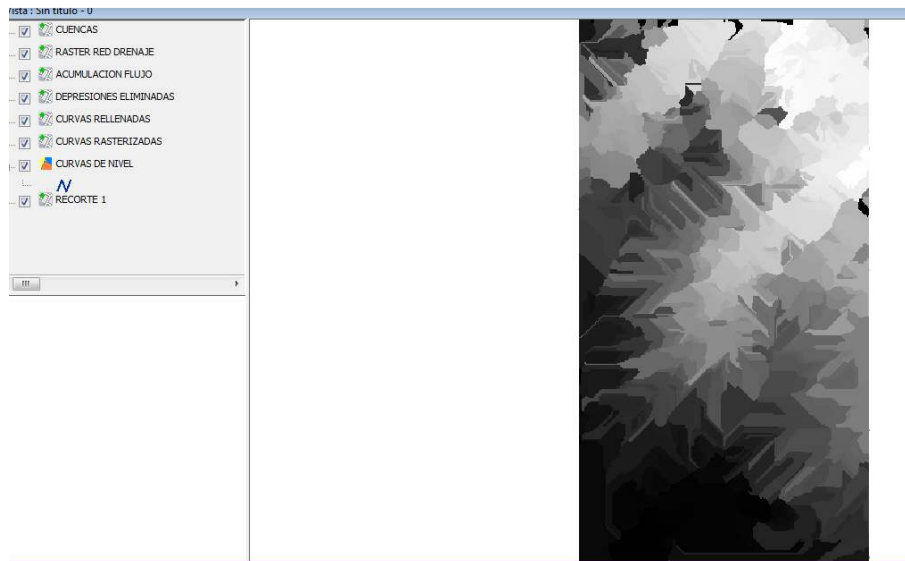 Vista : Sin título - 0
CUENCAS
RASTER RED DRENAJE
ACUMULACION FLUJO
DEPRESIONES ELIMINADAS
CURVAS RELLENADAS
CURVAS RASTERIZADAS
CURVAS DE NIVEL
RECORTE 1